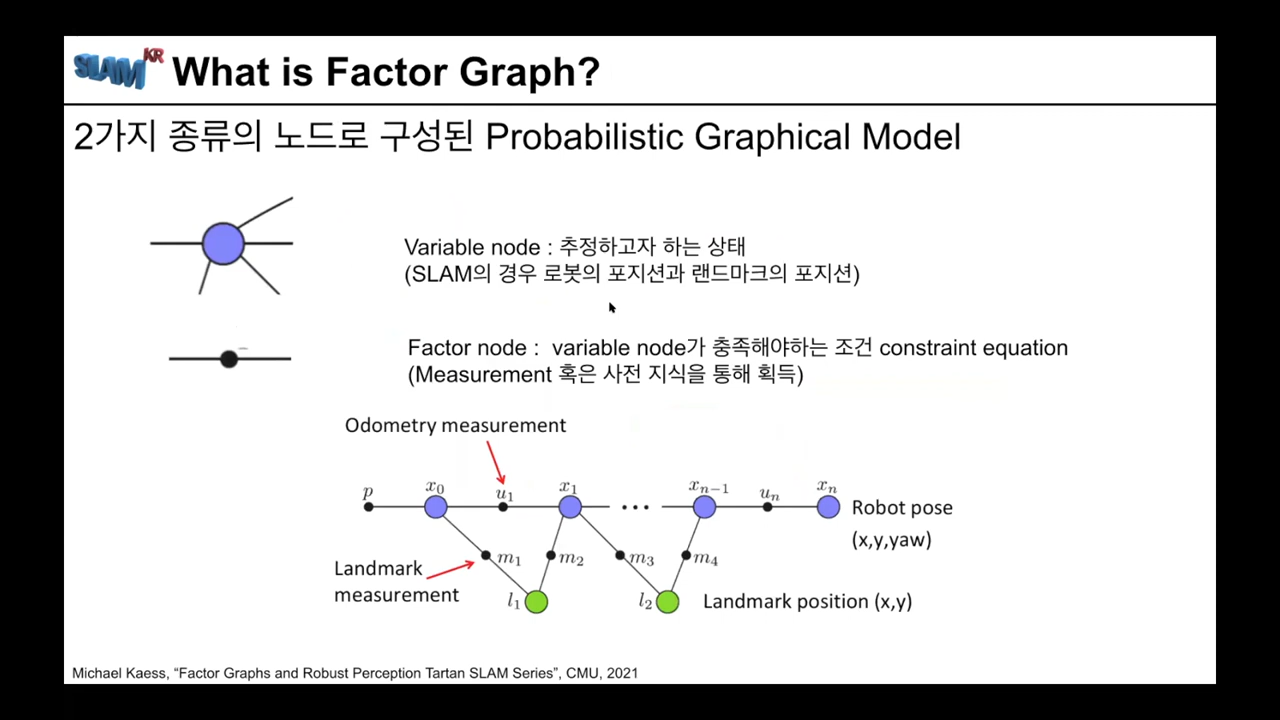 SLAM KR
What is Factor Graph?
2가지 종류의 노드로 구성된 Probabilistic Graphical Model
Variable node : 추정하고자 하는 상태
(SLAM의 경우 로봇의 포지션과 랜드마크의 포지션)
Factor node :  variable node가 충족해야하는 조건 constraint equation
(Measurement 혹은 사전 지식을 통해 획득)
Odometry measurement
p x₀ u₁ x₁ ... xₙ₋₁ uₙ xₙ
Robot pose
(x,y,yaw)
m₁ m₂ m₃ m₄
Landmark
measurement
l₁ l₂
Landmark position (x,y)
Michael Kaess, “Factor Graphs and Robust Perception Tartan SLAM Series”, CMU, 2021